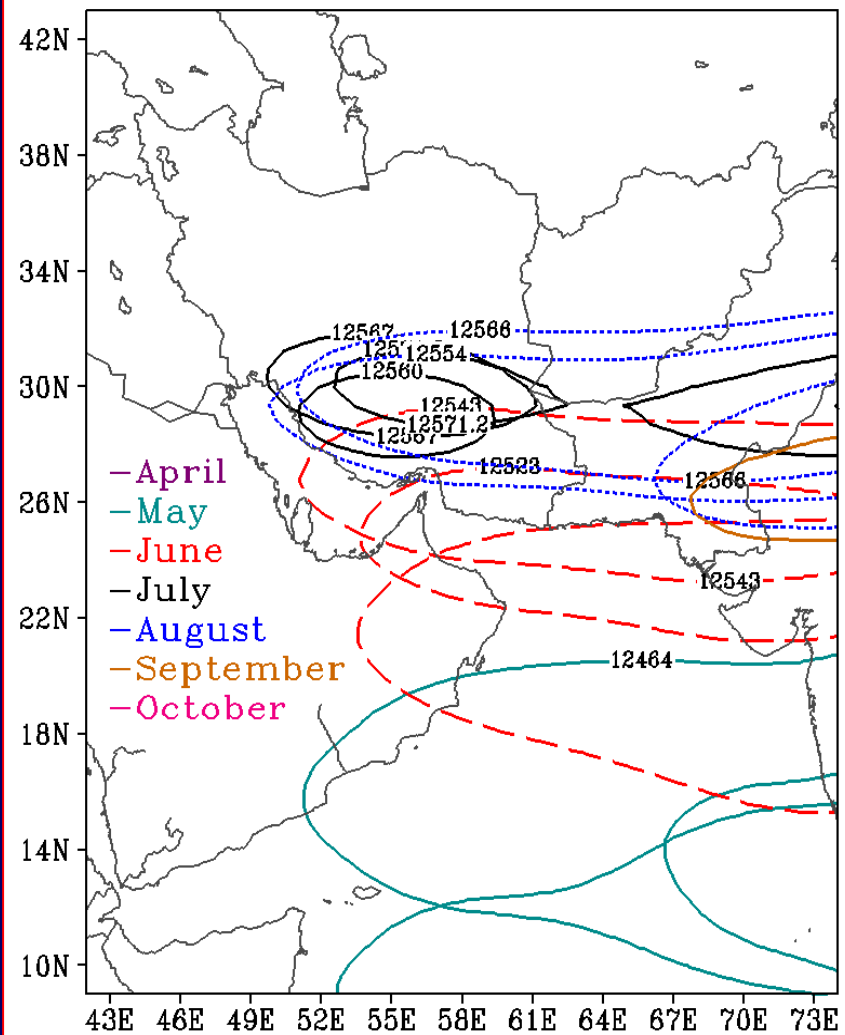 42N
38N
34N
30N
26N
22N
18N
14N
10N
12567
12566
12554
12560
12543
12571.2
12567
12523
12566
12543
12464
-April
-May
-June
-July
-August
-September
-October
43E 46E 49E 52E 55E 58E 61E 64E 67E 70E 73E